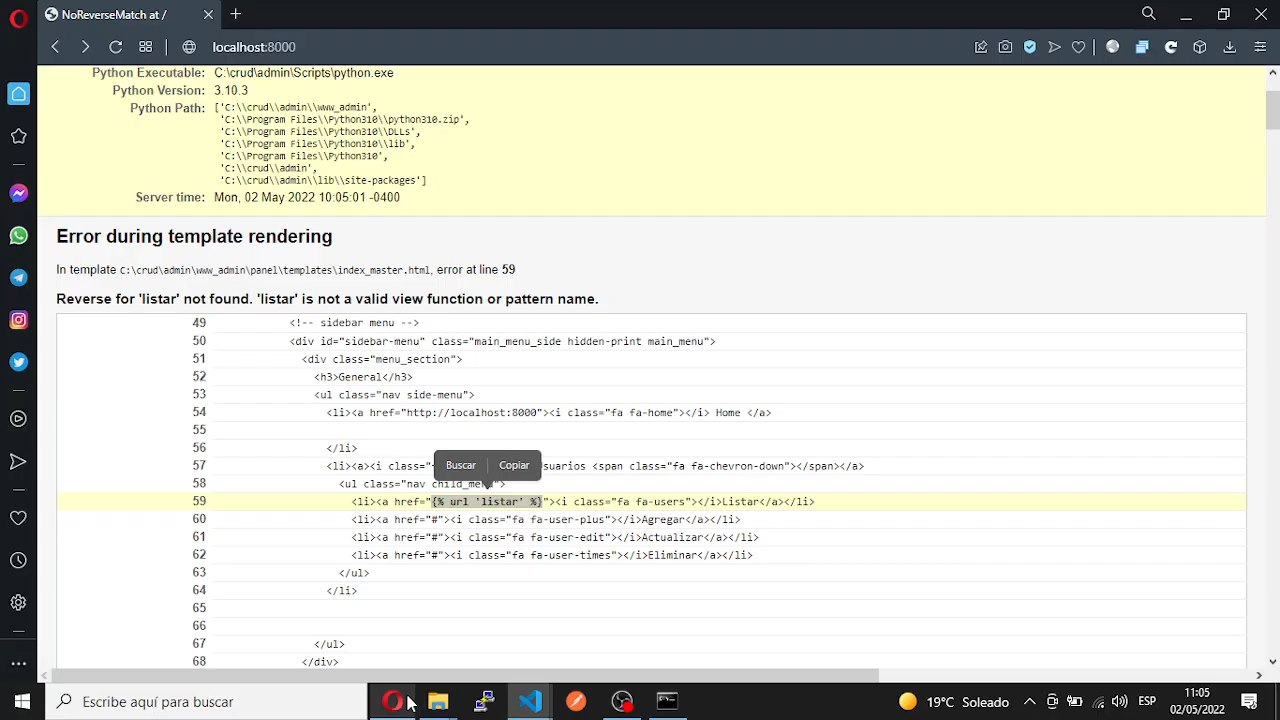 NoReverseMatch at /
localhost:8000
Python Executable: C:\crud\admin\Scripts\python.exe
Python Version: 3.10.3
Python Path: ['C:\\crud\\admin\\www_admin',
'C:\\Program Files\\Python310\\python310.zip',
'C:\\Program Files\\Python310\\DLLs',
'C:\\Program Files\\Python310\\lib',
'C:\\Program Files\\Python310',
'C:\\crud\\admin',
'C:\\crud\\admin\\lib\\site-packages']
Server time: Mon, 02 May 2022 10:05:01 -0400
Error during template rendering
In template C:\crud\admin\www_admin\panel\templates\index_master.html, error at line 59
Reverse for 'listar' not found. 'listar' is not a valid view function or pattern name.
49 <!-- sidebar menu -->
50 <div id="sidebar-menu" class="main_menu_side hidden-print main_menu">
51 <div class="menu_section">
52 <h3>General</h3>
53 <ul class="nav side-menu">
54 <li><a href="http://localhost:8000"><i class="fa fa-home"></i> Home </a>
55
56 </li>
Buscar Copiar
57 <li><a><i class= suarios <span class="fa fa-chevron-down"></span></a>
58 <ul class="nav child_menu">
59 <li><a href="{% url 'listar' %}"><i class="fa fa-users"></i>Listar</a></li>
60 <li><a href="#"><i class="fa fa-user-plus"></i>Agregar</a></li>
61 <li><a href="#"><i class="fa fa-user-edit"></i>Actualizar</a></li>
62 <li><a href="#"><i class="fa fa-user-times"></i>Eliminar</a></li>
63 </ul>
64 </li>
65
66
67 </ul>
68 </div>
Escribe aquí para buscar
19°C Soleado
ESP
11:05
02/05/2022